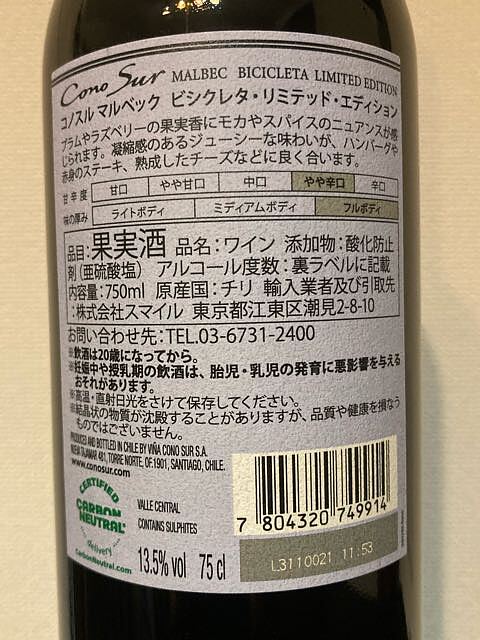 Cono Sur MALBEC BICICLETA LIMITED EDITION
コノスル マルベック ビシクレタ・リミテッド・エディション
プラムやラズベリーの果実香にモカやスパイスのニュアンスが感
じられます。凝縮感のあるジューシーな味わいが、ハンバーグや
赤身のステーキ、熟成したチーズなどに良く合います。
甘辛度 甘口 やや甘口 中口 やや辛口 辛口
味の厚み ライトボディ ミディアムボディ フルボディ
品目:果実酒 品名:ワイン 添加物:酸化防止
剤(亜硫酸塩) アルコール度数:裏ラベルに記載
内容量:750ml 原産国:チリ 輸入業者及び引取先
:株式会社スマイル 東京都江東区潮見2-8-10
お問い合わせ先:TEL.03-6731-2400
※飲酒は20歳になってから。
※妊娠中や授乳期の飲酒は、胎児・乳児の発育に悪影響を与える
おそれがあります。
※高温・直射日光をさけて保存してください。
※結晶状の物質が沈殿することがありますが、品質や健康を損なう
ものではございません。
PRODUCED AND BOTTLED IN CHILE BY VIÑA CONO SUR S.A.
NUEVA TAJAMAR 481, TORRE NORTE, OF.1901, SANTIAGO, CHILE.
www.conosur.com
CERTIFIED
CARBON
NEUTRAL
delivery
CarbonNeutral.com
VALLE CENTRAL
CONTAINS SULPHITES
13.5% vol 75 cl
7 804320 749914
L3110021 11:53